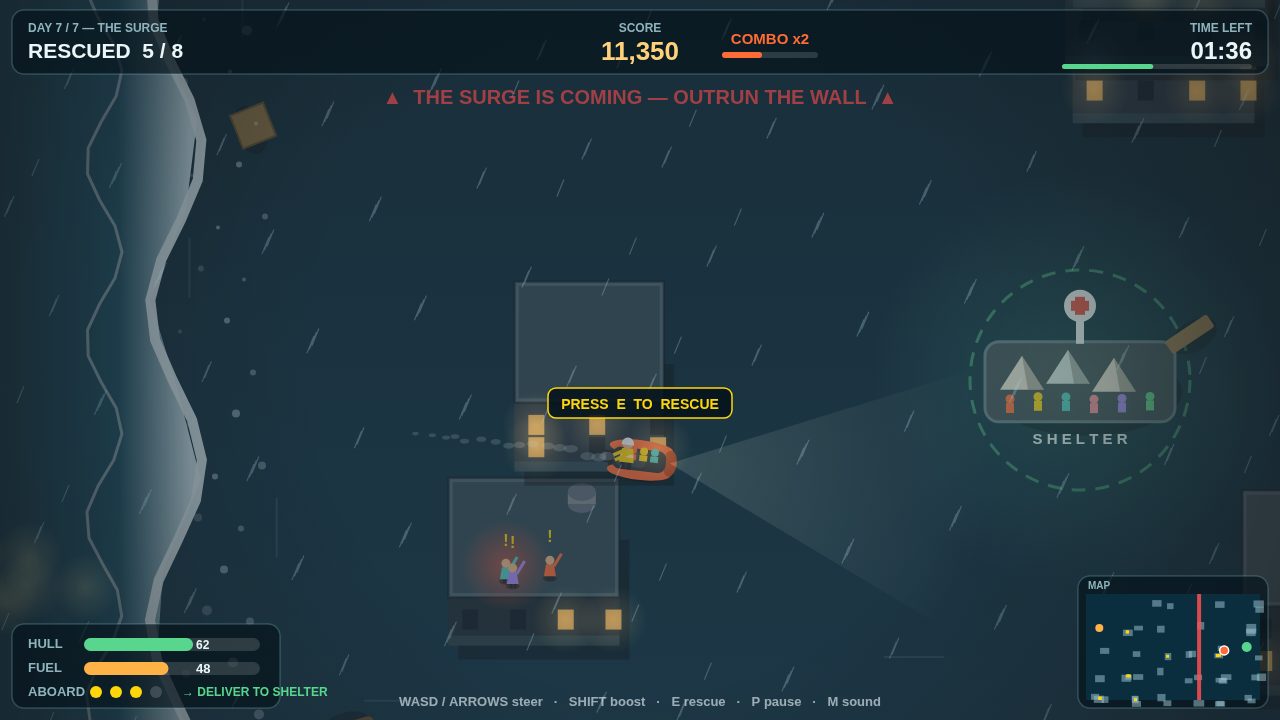 DAY 7 / 7 — THE SURGE
RESCUED 5 / 8
SCORE
11,350
COMBO x2
TIME LEFT
01:36
▲ THE SURGE IS COMING — OUTRUN THE WALL ▲
PRESS E TO RESCUE
!! !
SHELTER
MAP
HULL 62
FUEL 48
ABOARD → DELIVER TO SHELTER
WASD / ARROWS steer · SHIFT boost · E rescue · P pause · M sound